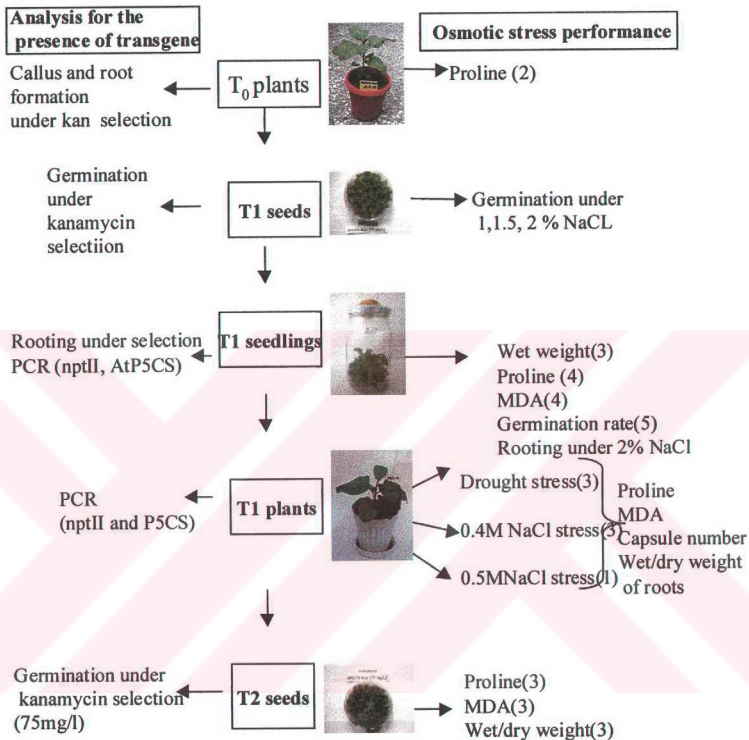 Analysis for the
presence of transgene
Osmotic stress performance
Callus and root
formation
under kan selection
T0 plants
Proline (2)
Germination
under
kanamycin
selectiion
T1 seeds
Germination under
1,1.5, 2 % NaCL
Rooting under selection
PCR (nptII, AtP5CS)
T1 seedlings
Wet weight(3)
Proline (4)
MDA(4)
Germination rate(5)
Rooting under 2% NaCl
PCR
(nptII and P5CS)
T1 plants
Drought stress(3)
0.4M NaCl stress(3)
0.5MNaCl stress(1)
Proline
MDA
Capsule number
Wet/dry weight
of roots
Germination under
kanamycin selection
(75mg/l)
T2 seeds
Proline(3)
MDA(3)
Wet/dry weight(3)